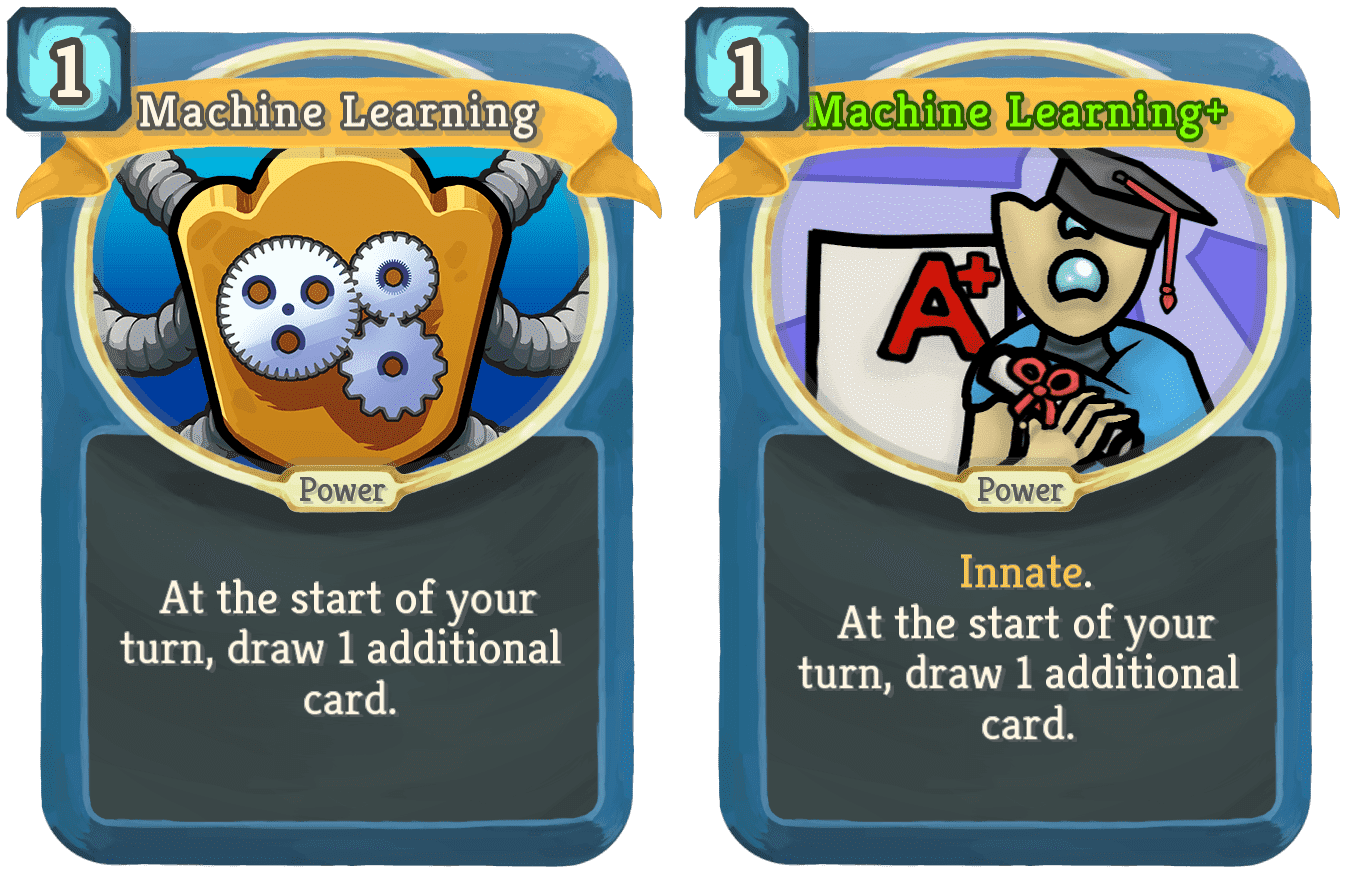 1
Machine Learning
Power
At the start of your
turn, draw 1 additional
card.
1
Machine Learning+
A+
Power
Innate.
At the start of your
turn, draw 1 additional
card.